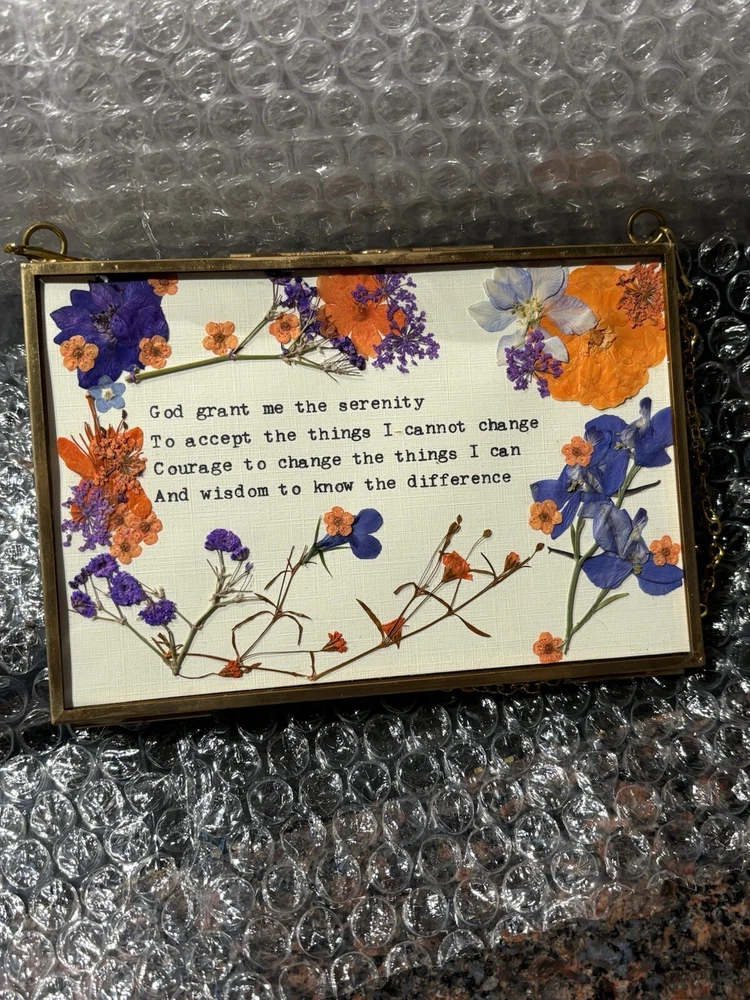 God grant me the serenity
To accept the things I cannot change
Courage to change the things I can
And wisdom to know the difference